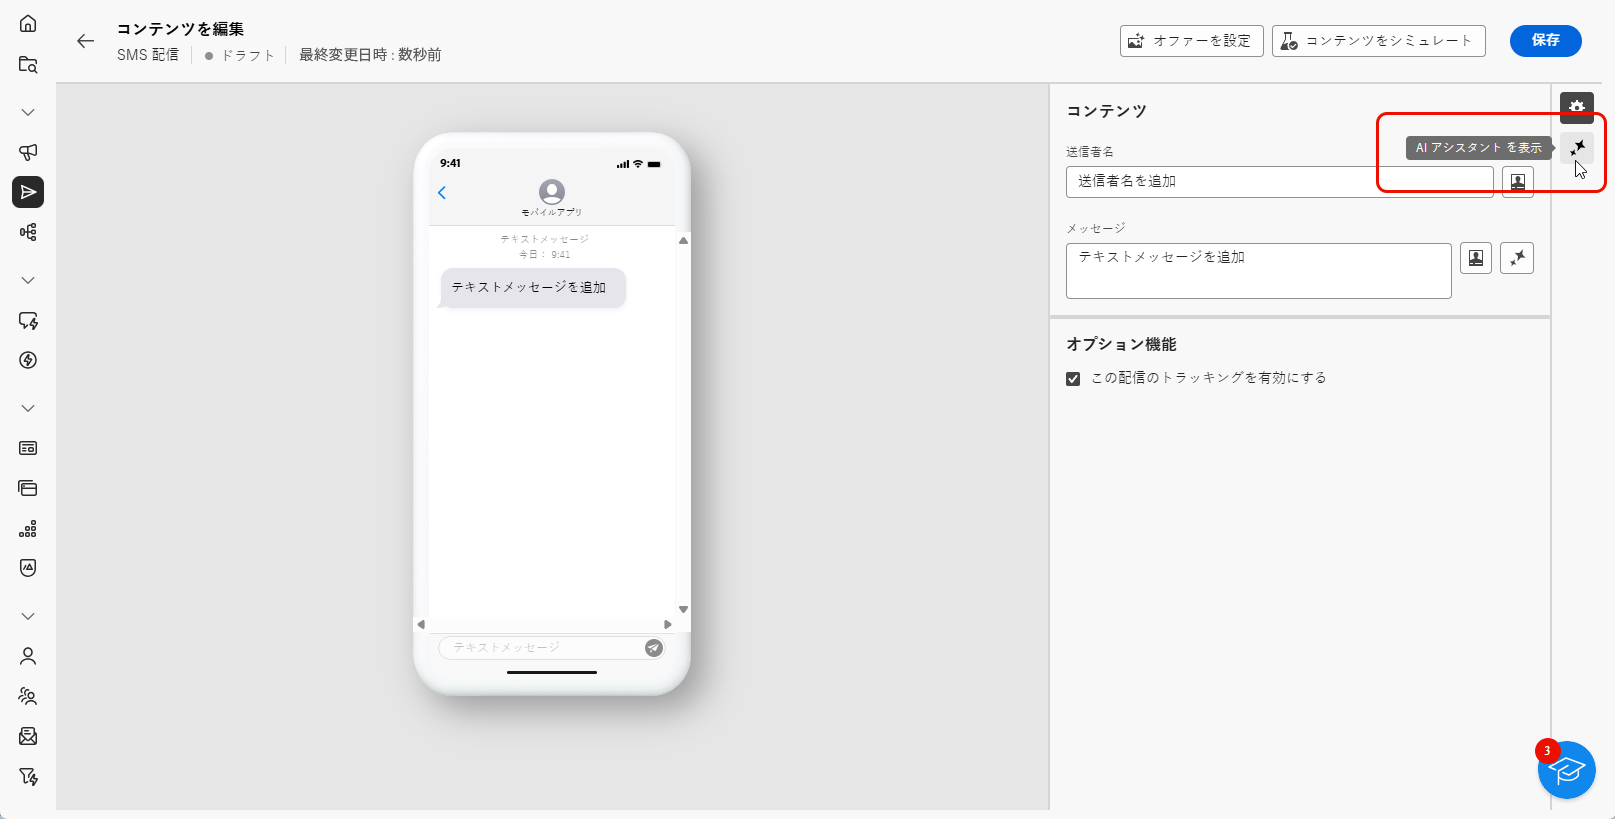 コンテンツを編集
SMS 配信
ドラフト
最終変更日時 : 数秒前
オファーを設定
コンテンツをシミュレート
保存
9:41
モバイルアプリ
テキストメッセージ
今日： 9:41
テキストメッセージを追加
テキストメッセージ
コンテンツ
送信者名
AI アシスタント を表示
送信者名を追加
メッセージ
テキストメッセージを追加
オプション機能
この配信のトラッキングを有効にする
3